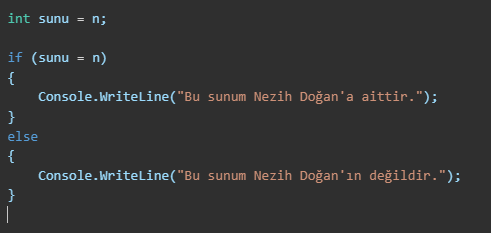 int sunu = n;
if (sunu = n)
{
Console.WriteLine("Bu sunum Nezih Doğan'a aittir.");
}
else
{
Console.WriteLine("Bu sunum Nezih Doğan'ın değildir.");
}